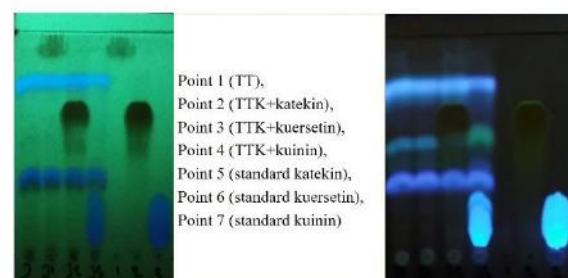 Point 1 (TT),
Point 2 (TTK+katekin),
Point 3 (TTK+kuersetin),
Point 4 (TTK+kuinin),
Point 5 (standard katekin),
Point 6 (standard kuersetin),
Point 7 (standard kuinin)